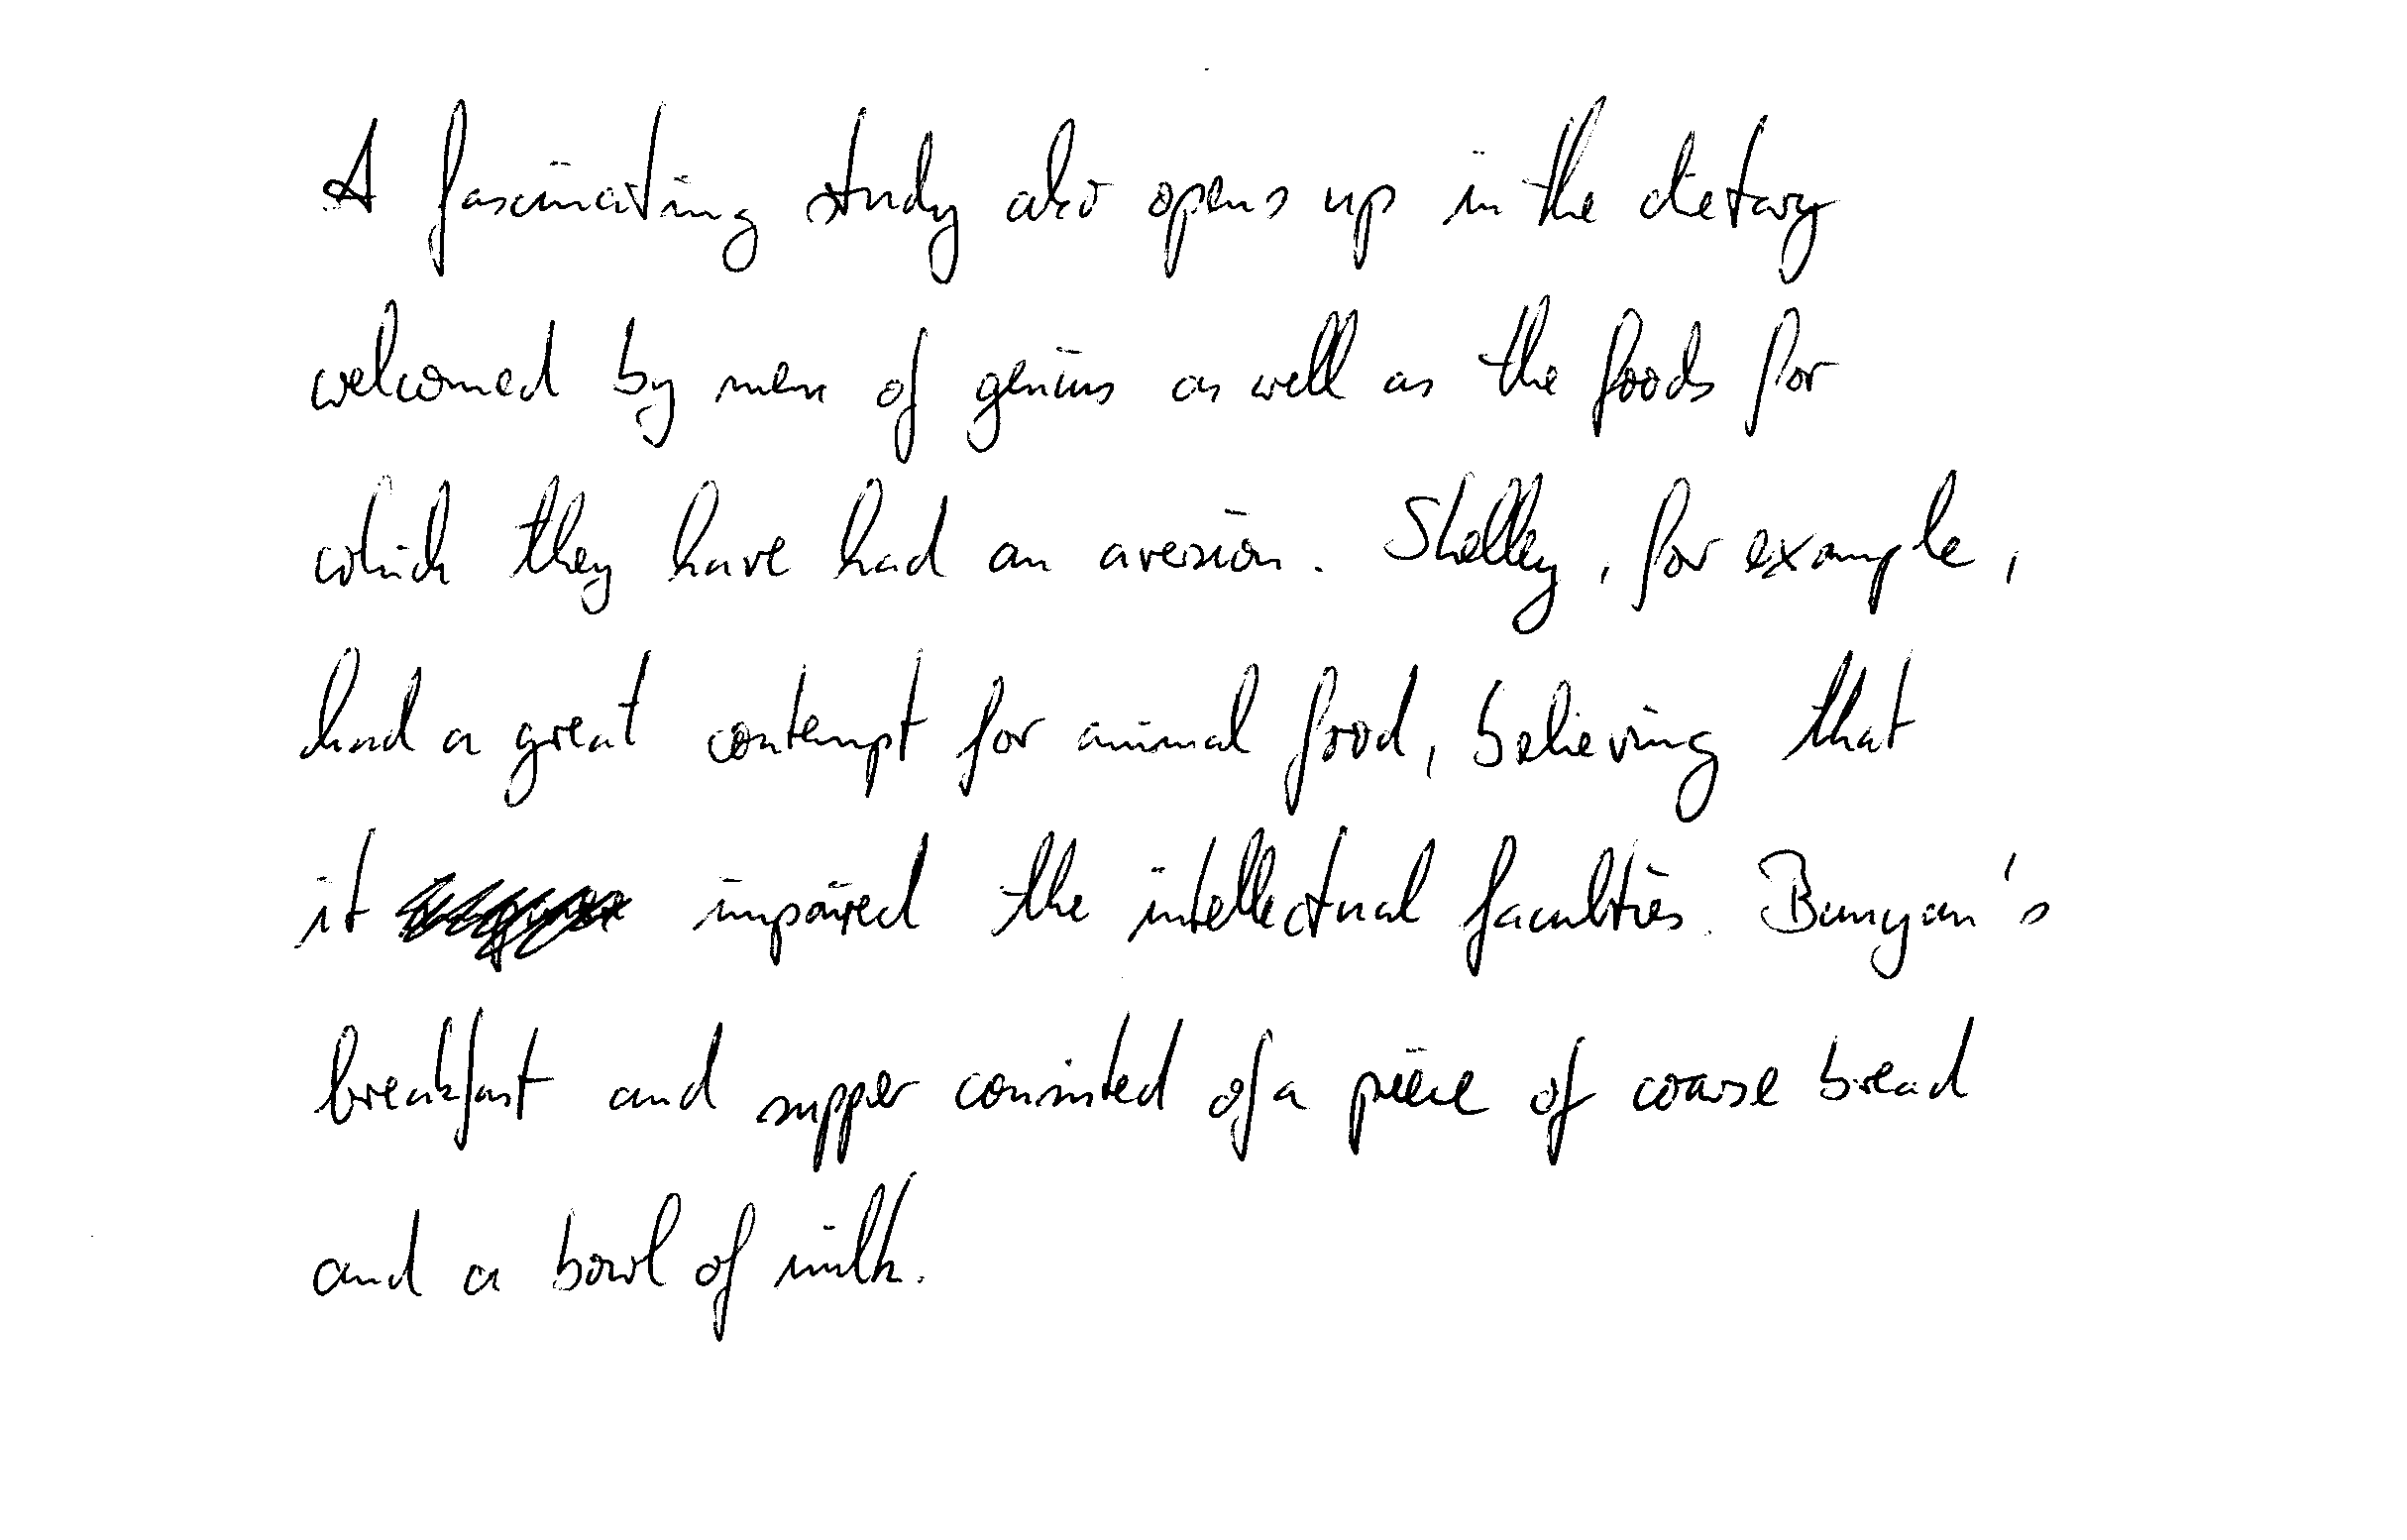 A fascinating study also opens up in the dietary
welcomed by men of genius as well as the foods for
which they have had an aversion. Shelley, for example,
had a great contempt for animal food, believing that
it impaired the intellectual faculties. Bunyan's
breakfast and supper consisted of a piece of coarse bread
and a bowl of milk.